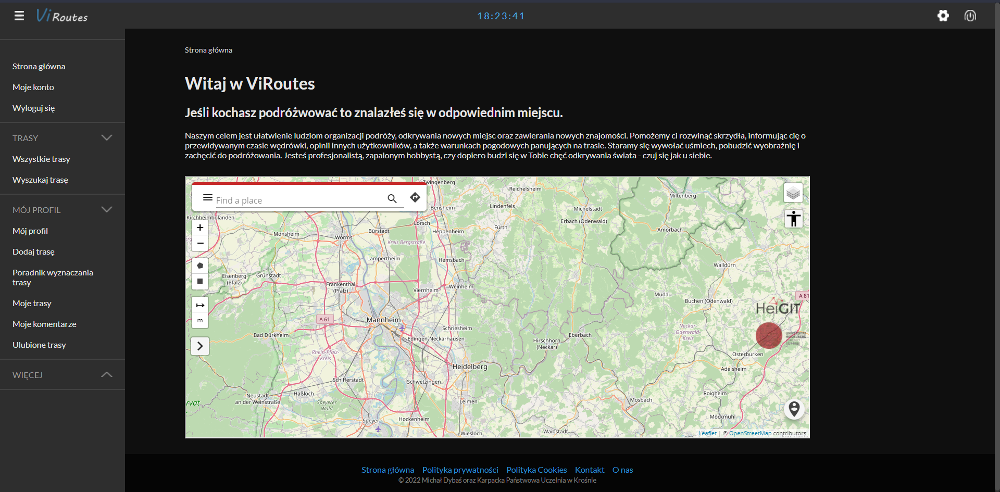 ViRoutes
18:23:41
Strona główna
Moje konto
Wyloguj się
TRASY
Wszystkie trasy
Wyszukaj trasę
MÓJ PROFIL
Mój profil
Dodaj trasę
Poradnik wyznaczania
trasy
Moje trasy
Moje komentarze
Ulubione trasy
WIĘCEJ
Strona główna
Witaj w ViRoutes
Jeśli kochasz podróżwować to znalazłeś się w odpowiednim miejscu.
Naszym celem jest ułatwienie ludziom organizacji podróży, odkrywania nowych miejsc oraz zawierania nowych znajomości. Pomożemy ci rozwinąć skrzydła, informując cię o
przewidywanym czasie wędrówki, opinii innych użytkowników, a także warunkach pogodowych panujących na trasie. Staramy się wywołać uśmiech, pobudzić wyobraźnię i
zachęcić do podróżowania. Jesteś profesjonalistą, zapalonym hobbystą, czy dopiero budzi się w Tobie chęć odkrywania świata - czuj się jak u siebie.
Find a place
+
−
m
Zwingenberg
Reichelsheim
Miltenberg
Bensheim
Lindenfels
Michelstadt
Kirchheimbolanden
Lorsch
Erbach (Odenwald)
Fürth
Bürstadt
Heppenheim
Amorbach
Monsheim
Worms
Kreis Bergstraße
Lampertheim
Hemsbach
Walldürn
Eisenberg
(Pfalz)
Grünstadt
Frankenthal
(Pfalz)
Viernheim
Weinheim
Mudau
Buchen (Odenwald)
A 81
HeiGIT
A 61
Mannheim
Schriesheim
Neckar-
Odenwald-
Kreis
UNIVERSITÄT
HEIDELBERG
ZUKUNFT
SEIT 1386
Bad Dürkheim
Edingen-Neckarhausen
Eberbach
Hirschhorn
(Neckar)
Rhein-Pfalz-
Kreis
Osterburken
Heidelberg
Adelsheim
Schifferstadt
Schwetzingen
Haßloch
Roigheim
Neustadt
an der Weinstraße
Speyerer
Wald
Leimen
Mosbach
rvat
Speyer
Hockenheim
Möckmühl
Wiesloch
Waibstadt
Leaflet | © OpenStreetMap contributors
Strona główna Polityka prywatności Polityka Cookies Kontakt O nas
© 2022 Michał Dybaś oraz Karpacka Państwowa Uczelnia w Krośnie